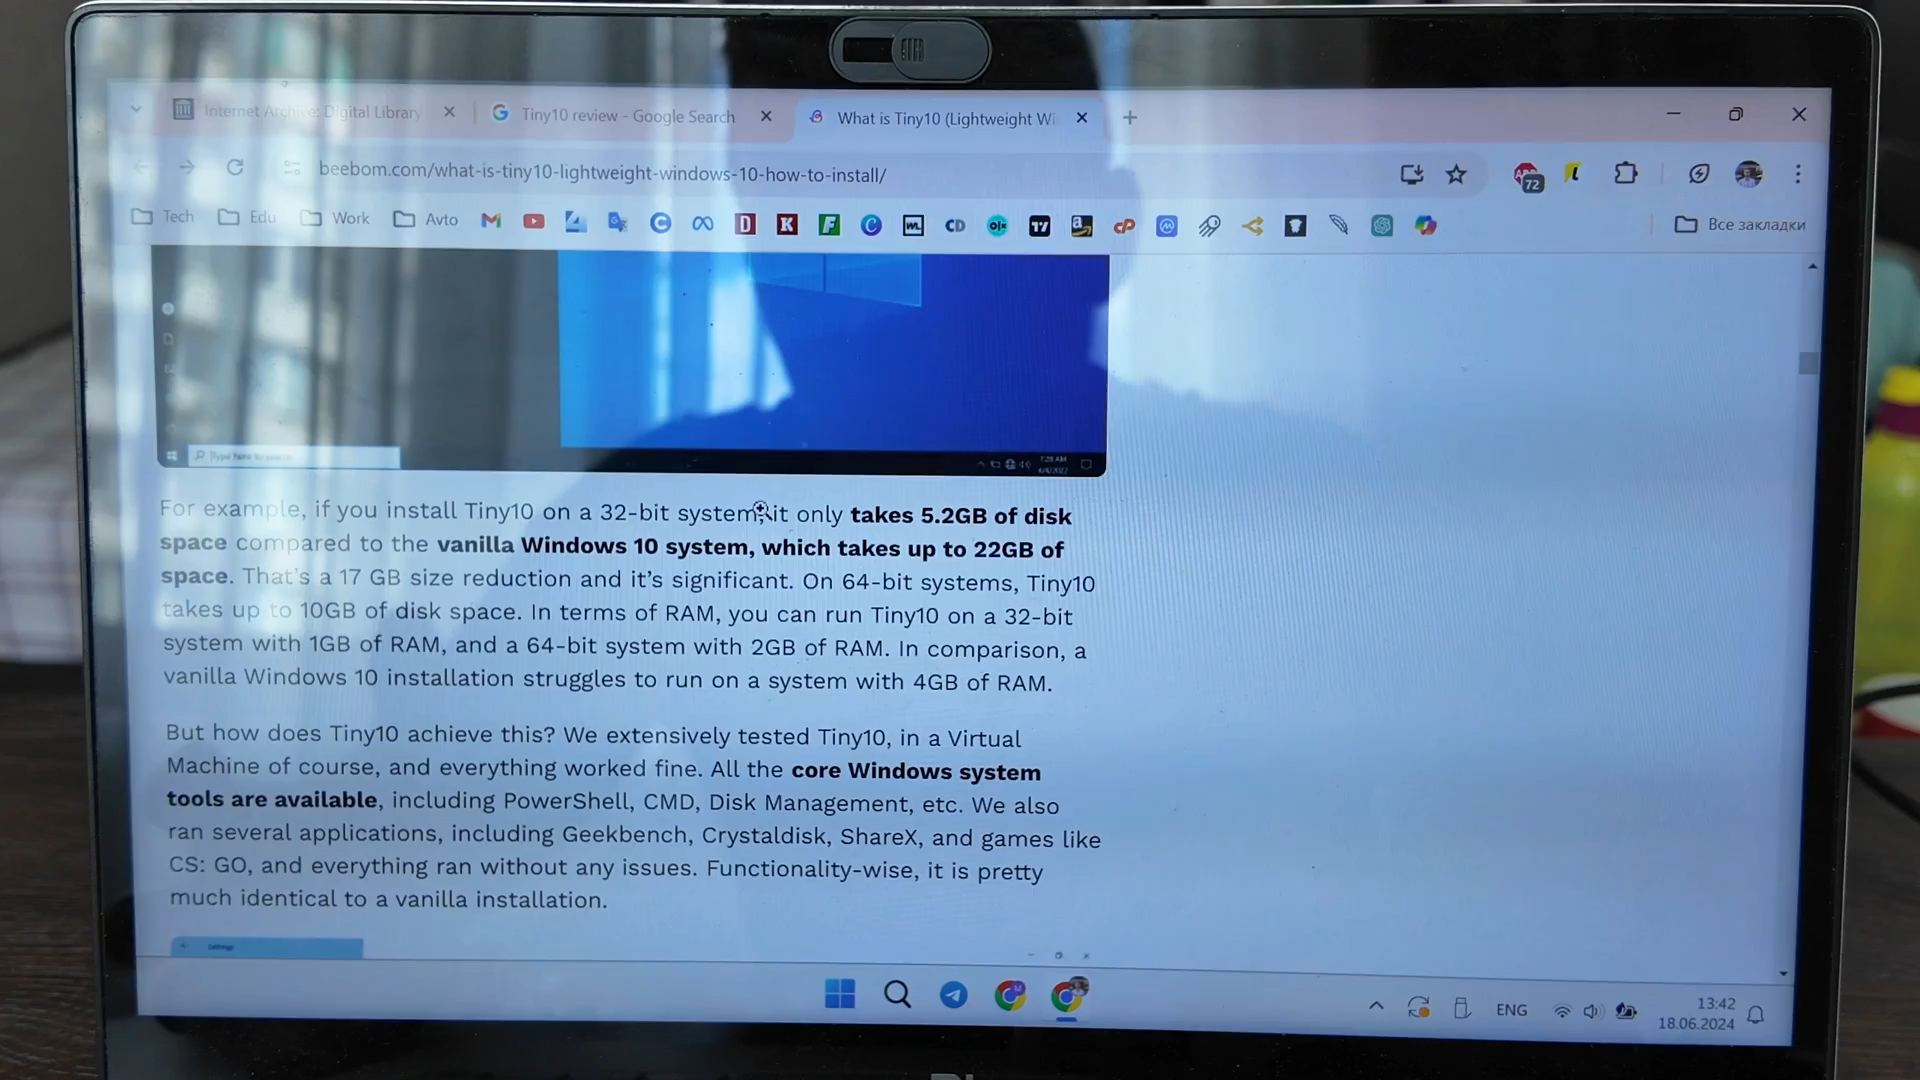 Internet Archive: Digital Library
Tiny10 review - Google Search
What is Tiny10 (Lightweight Wi
beebom.com/what-is-tiny10-lightweight-windows-10-how-to-install/
72
Tech
Edu
Work
Avto
Все закладки
Type here to search
7:28 AM
For example, if you install Tiny10 on a 32-bit system, it only takes 5.2GB of disk
space compared to the vanilla Windows 10 system, which takes up to 22GB of
space. That's a 17 GB size reduction and it's significant. On 64-bit systems, Tiny10
takes up to 10GB of disk space. In terms of RAM, you can run Tiny10 on a 32-bit
system with 1GB of RAM, and a 64-bit system with 2GB of RAM. In comparison, a
vanilla Windows 10 installation struggles to run on a system with 4GB of RAM.
But how does Tiny10 achieve this? We extensively tested Tiny10, in a Virtual
Machine of course, and everything worked fine. All the core Windows system
tools are available, including PowerShell, CMD, Disk Management, etc. We also
ran several applications, including Geekbench, Crystaldisk, ShareX, and games like
CS: GO, and everything ran without any issues. Functionality-wise, it is pretty
much identical to a vanilla installation.
Settings
ENG
13:42
18.06.2024